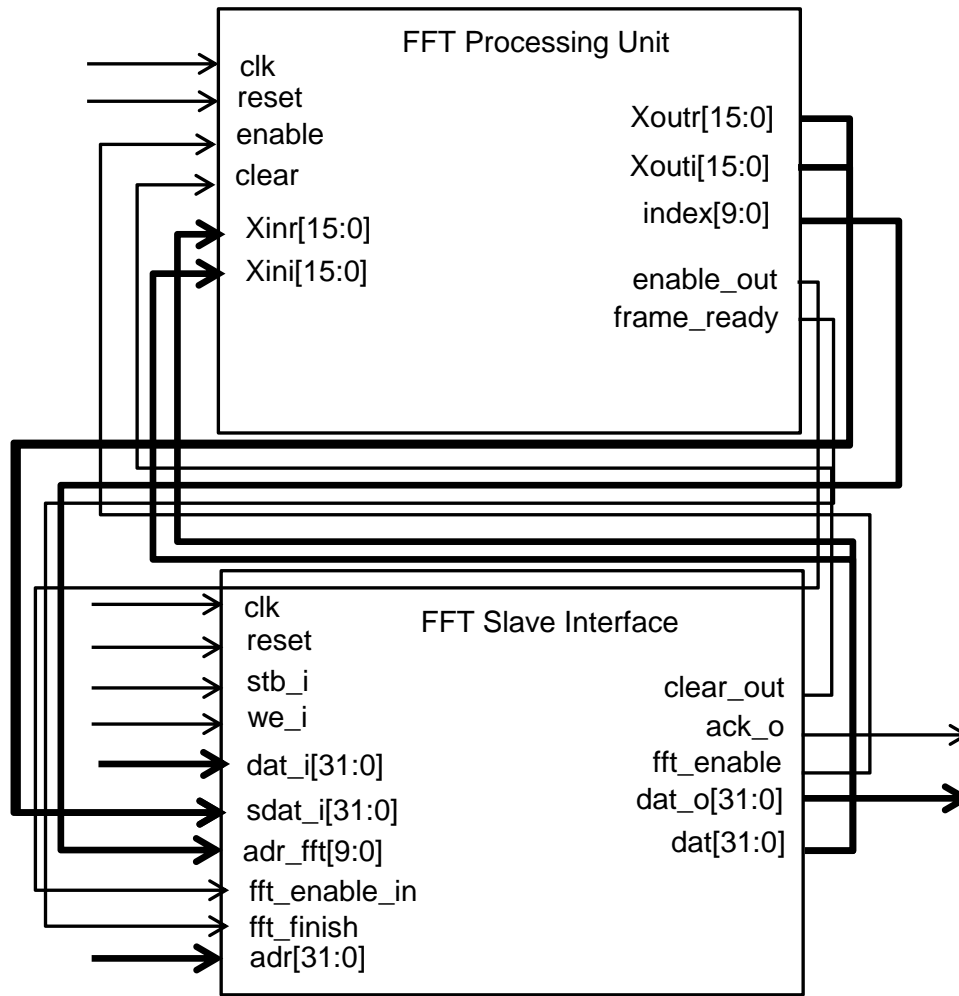 FFT Processing Unit
clk
reset
enable
clear
Xinr[15:0]
Xini[15:0]
Xoutr[15:0]
Xouti[15:0]
index[9:0]
enable_out
frame_ready
FFT Slave Interface
clk
reset
stb_i
we_i
dat_i[31:0]
sdat_i[31:0]
adr_fft[9:0]
fft_enable_in
fft_finish
adr[31:0]
clear_out
ack_o
fft_enable
dat_o[31:0]
dat[31:0]